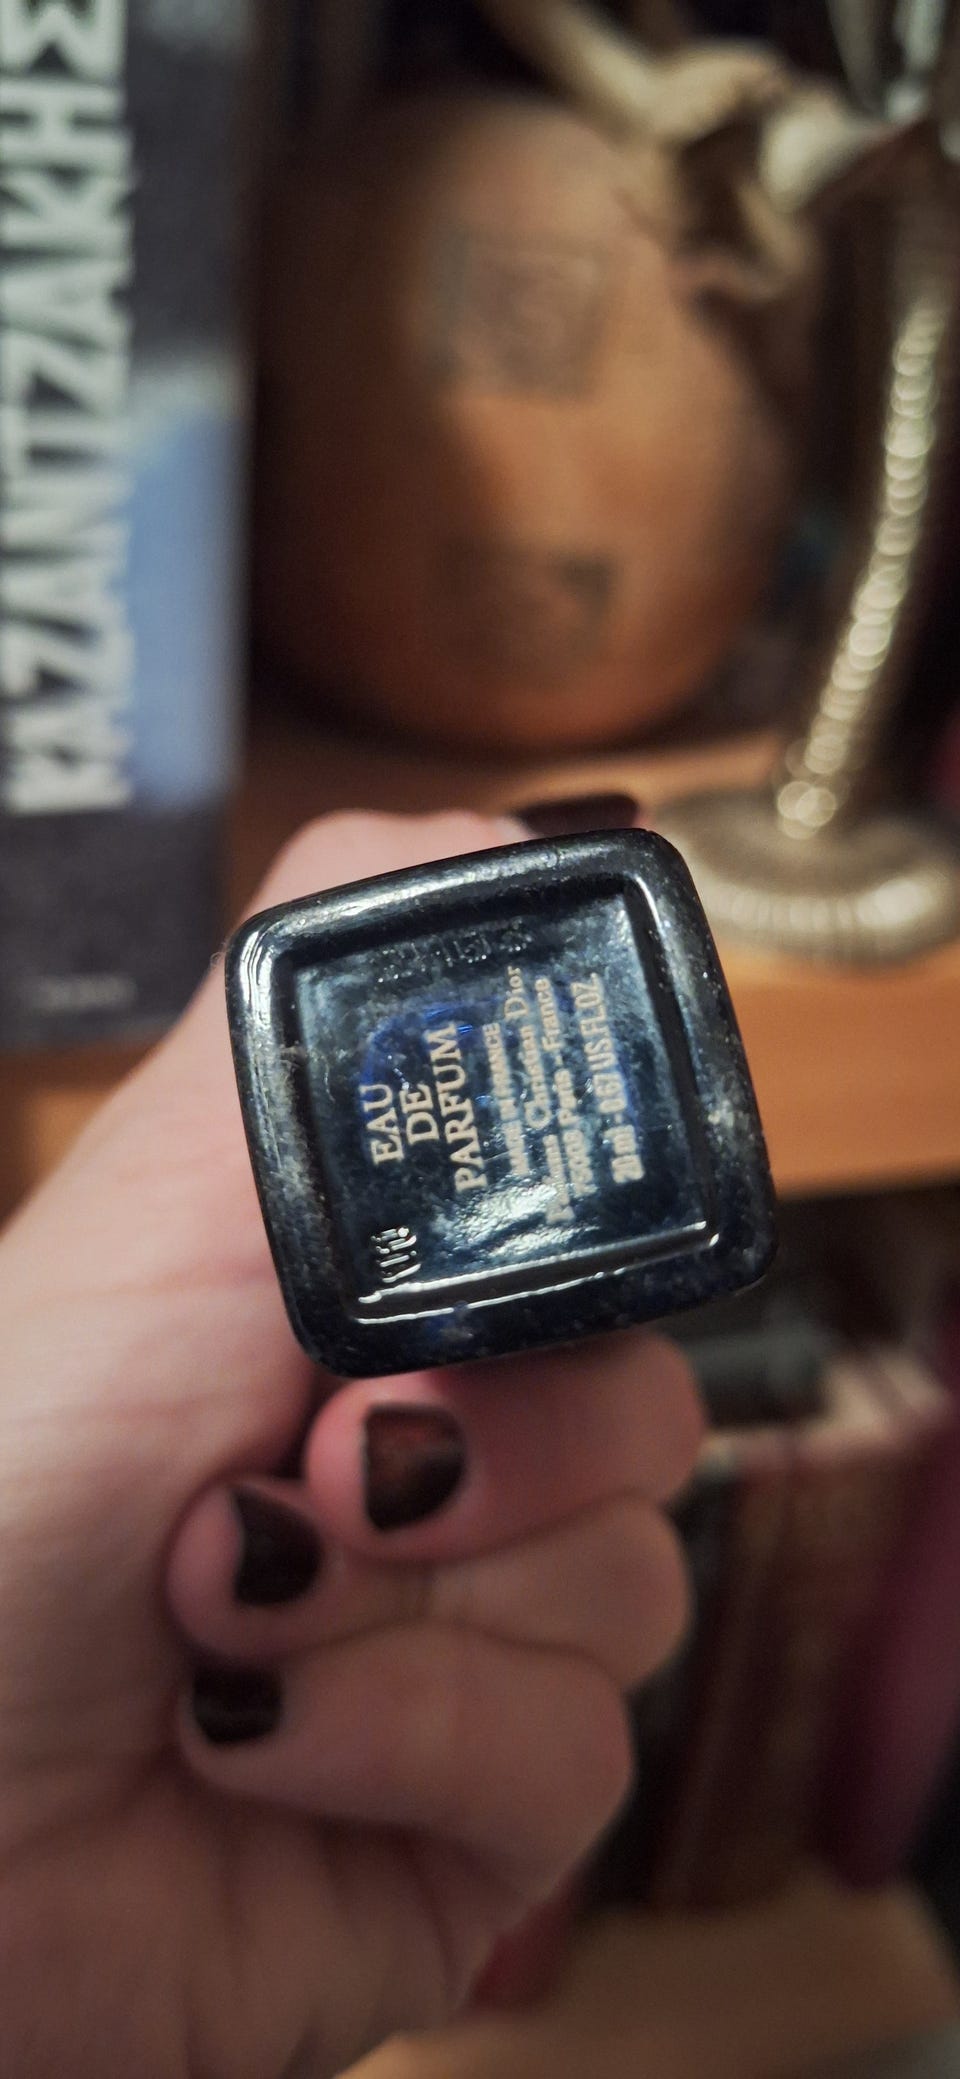 ΚΑΖΑΝΤΖΑΚΗΣ
EAU
DE
PARFUM
MADE IN FRANCE
Parfums Christian Dior
75008 Paris - France
20 ml - 0.67 US FL.OZ